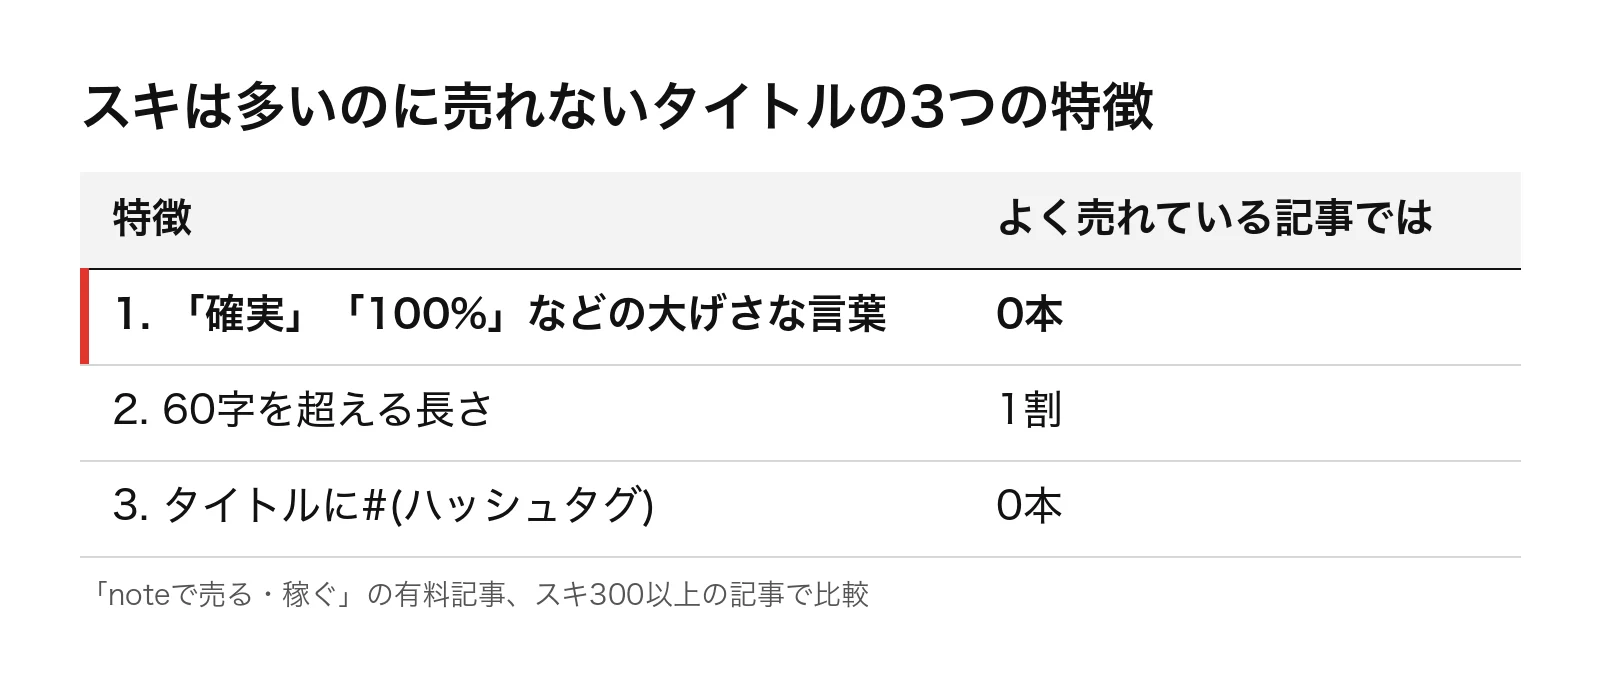 スキは多いのに売れないタイトルの3つの特徴
特徴 よく売れている記事では
1. 「確実」「100%」などの大げさな言葉 0本
2. 60字を超える長さ 1割
3. タイトルに#(ハッシュタグ) 0本
「noteで売る・稼ぐ」の有料記事、スキ300以上の記事で比較